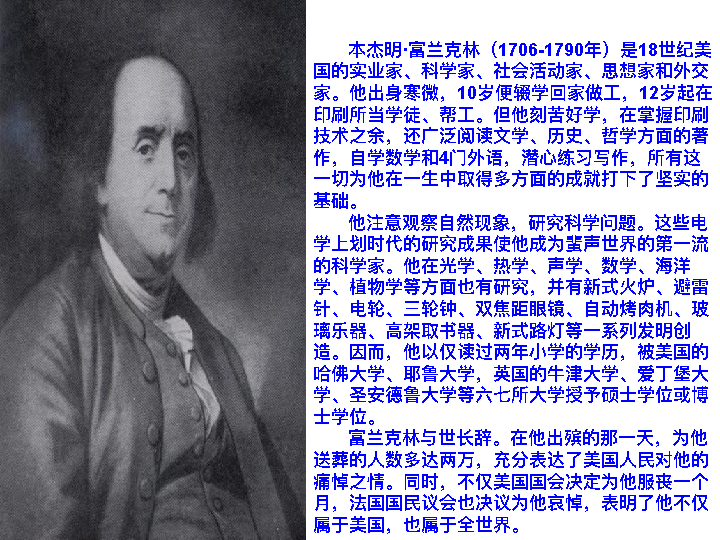 本杰明·富兰克林（1706-1790年）是18世纪美
国的实业家、科学家、社会活动家、思想家和外交
家。他出身寒微，10岁便辍学回家做工，12岁起在
印刷所当学徒、帮工。但他刻苦好学，在掌握印刷
技术之余，还广泛阅读文学、历史、哲学方面的著
作，自学数学和4门外语，潜心练习写作，所有这
一切为他在一生中取得多方面的成就打下了坚实的
基础。
他注意观察自然现象，研究科学问题。这些电
学上划时代的研究成果使他成为蜚声世界的第一流
的科学家。他在光学、热学、声学、数学、海洋
学、植物学等方面也有研究，并有新式火炉、避雷
针、电轮、三轮钟、双焦距眼镜、自动烤肉机、玻
璃乐器、高架取书器、新式路灯等一系列发明创
造。因而，他以仅读过两年小学的学历，被美国的
哈佛大学、耶鲁大学，英国的牛津大学、爱丁堡大
学、圣安德鲁大学等六七所大学授予硕士学位或博
士学位。
富兰克林与世长辞。在他出殡的那一天，为他
送葬的人数多达两万，充分表达了美国人民对他的
痛悼之情。同时，不仅美国国会决定为他服丧一个
月，法国国民议会也决议为他哀悼，表明了他不仅
属于美国，也属于全世界。